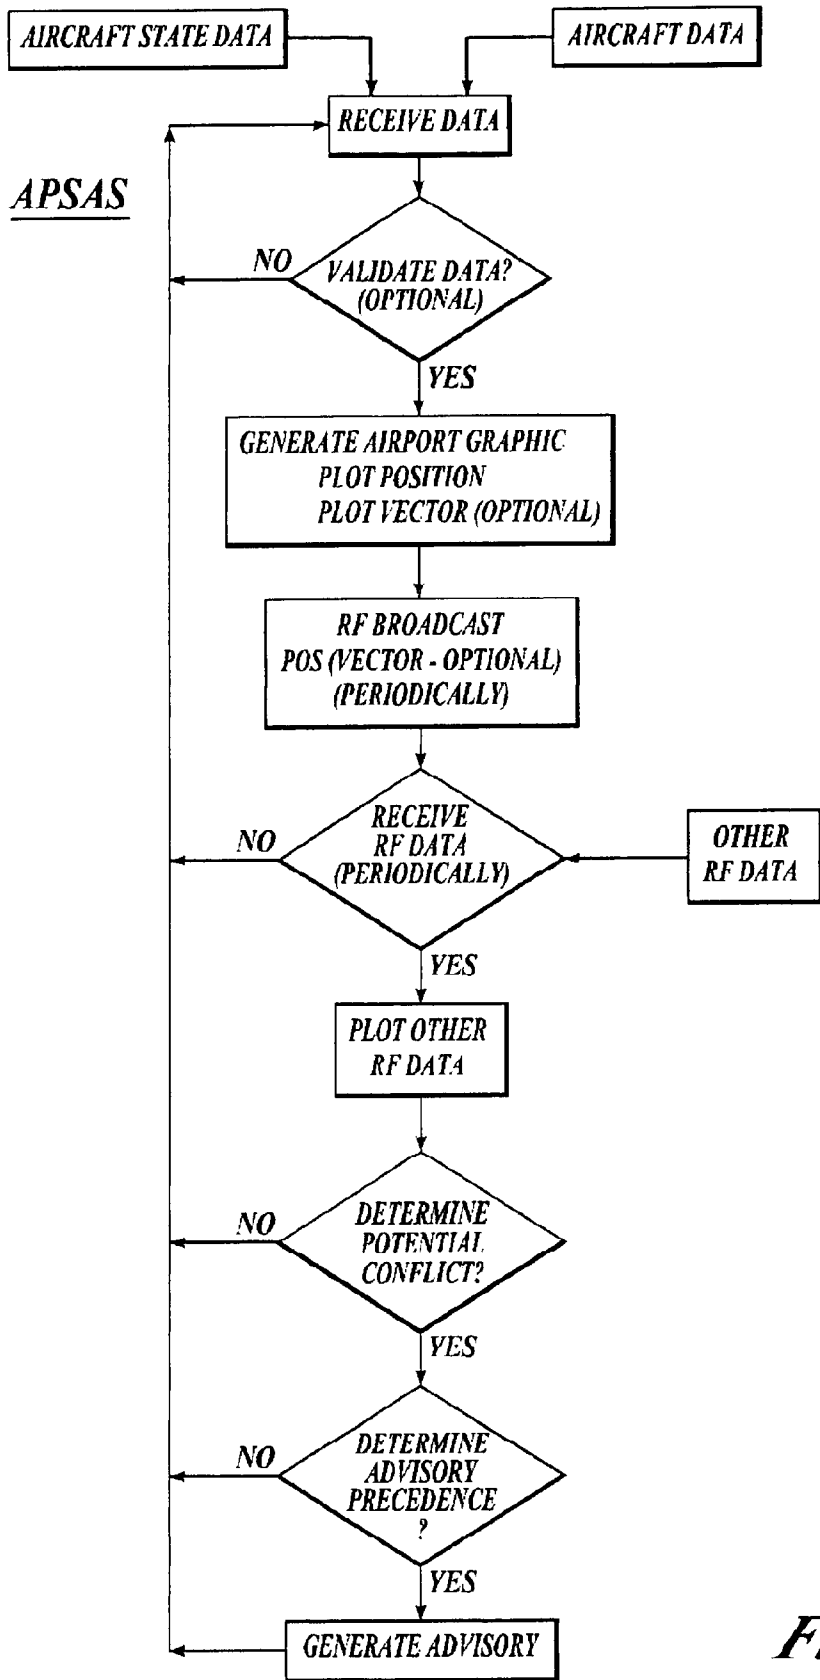 AIRCRAFT STATE DATA
AIRCRAFT DATA
RECEIVE DATA
APSAS
NO
VALIDATE DATA?
(OPTIONAL)
YES
GENERATE AIRPORT GRAPHIC
PLOT POSITION
PLOT VECTOR (OPTIONAL)
RF BROADCAST
POS (VECTOR - OPTIONAL)
(PERIODICALLY)
NO
RECEIVE
RF DATA
(PERIODICALLY)
OTHER
RF DATA
YES
PLOT OTHER
RF DATA
NO
DETERMINE
POTENTIAL
CONFLICT?
YES
NO
DETERMINE
ADVISORY
PRECEDENCE
?
YES
GENERATE ADVISORY